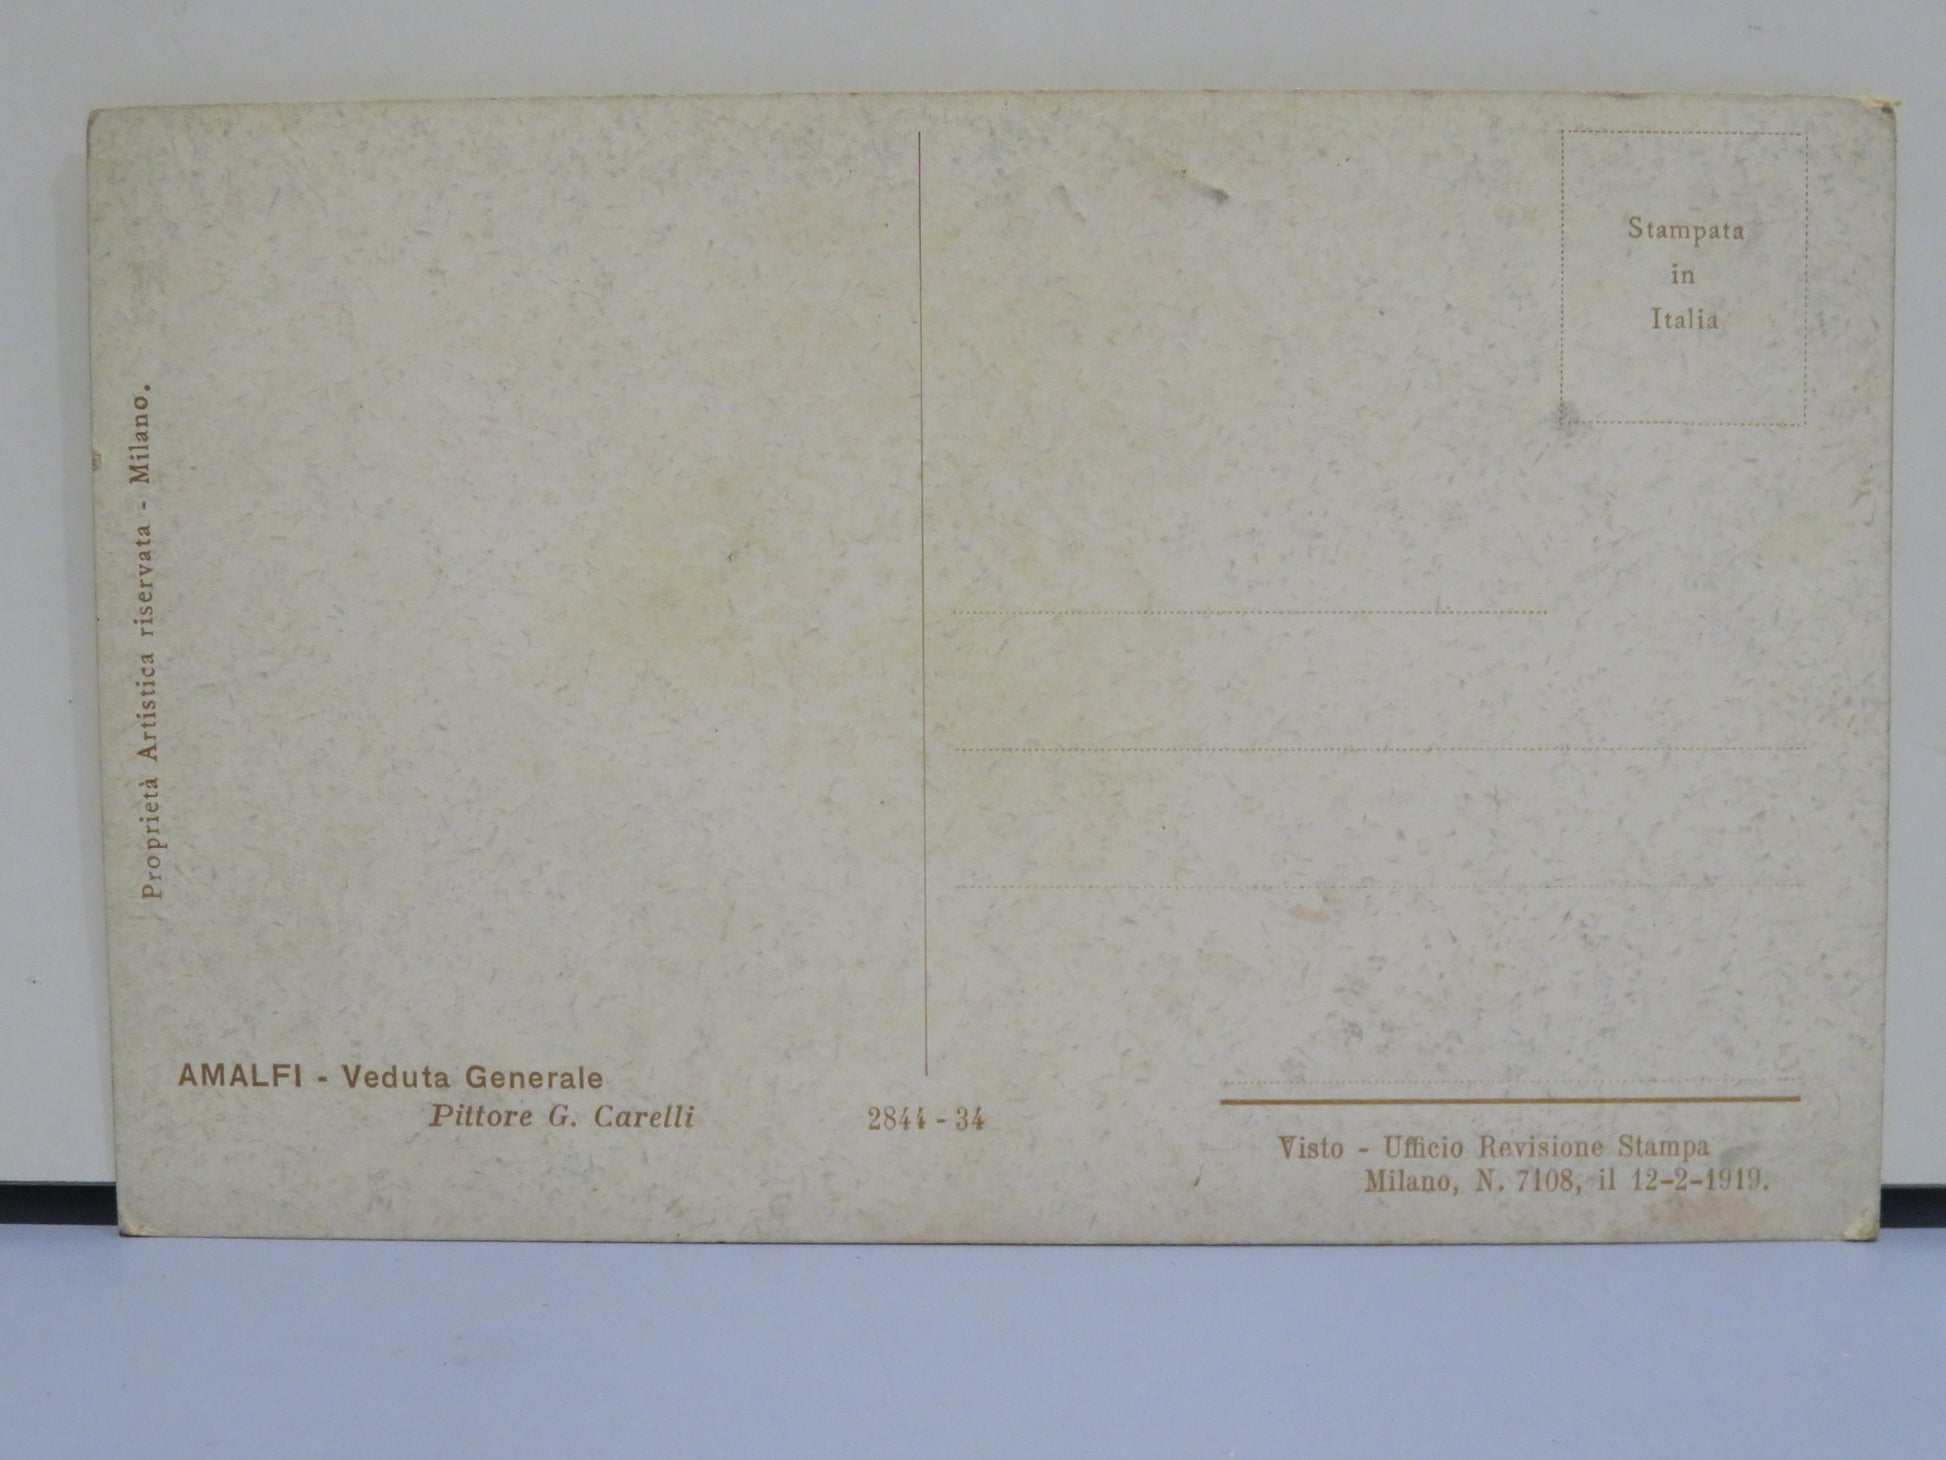 Stampata
in
Italia
Proprietà Artistica riservata - Milano.
AMALFI - Veduta Generale
Pittore G. Carelli
2844 - 34
Visto - Ufficio Revisione Stampa
Milano, N. 7108, il 12-2-1919.